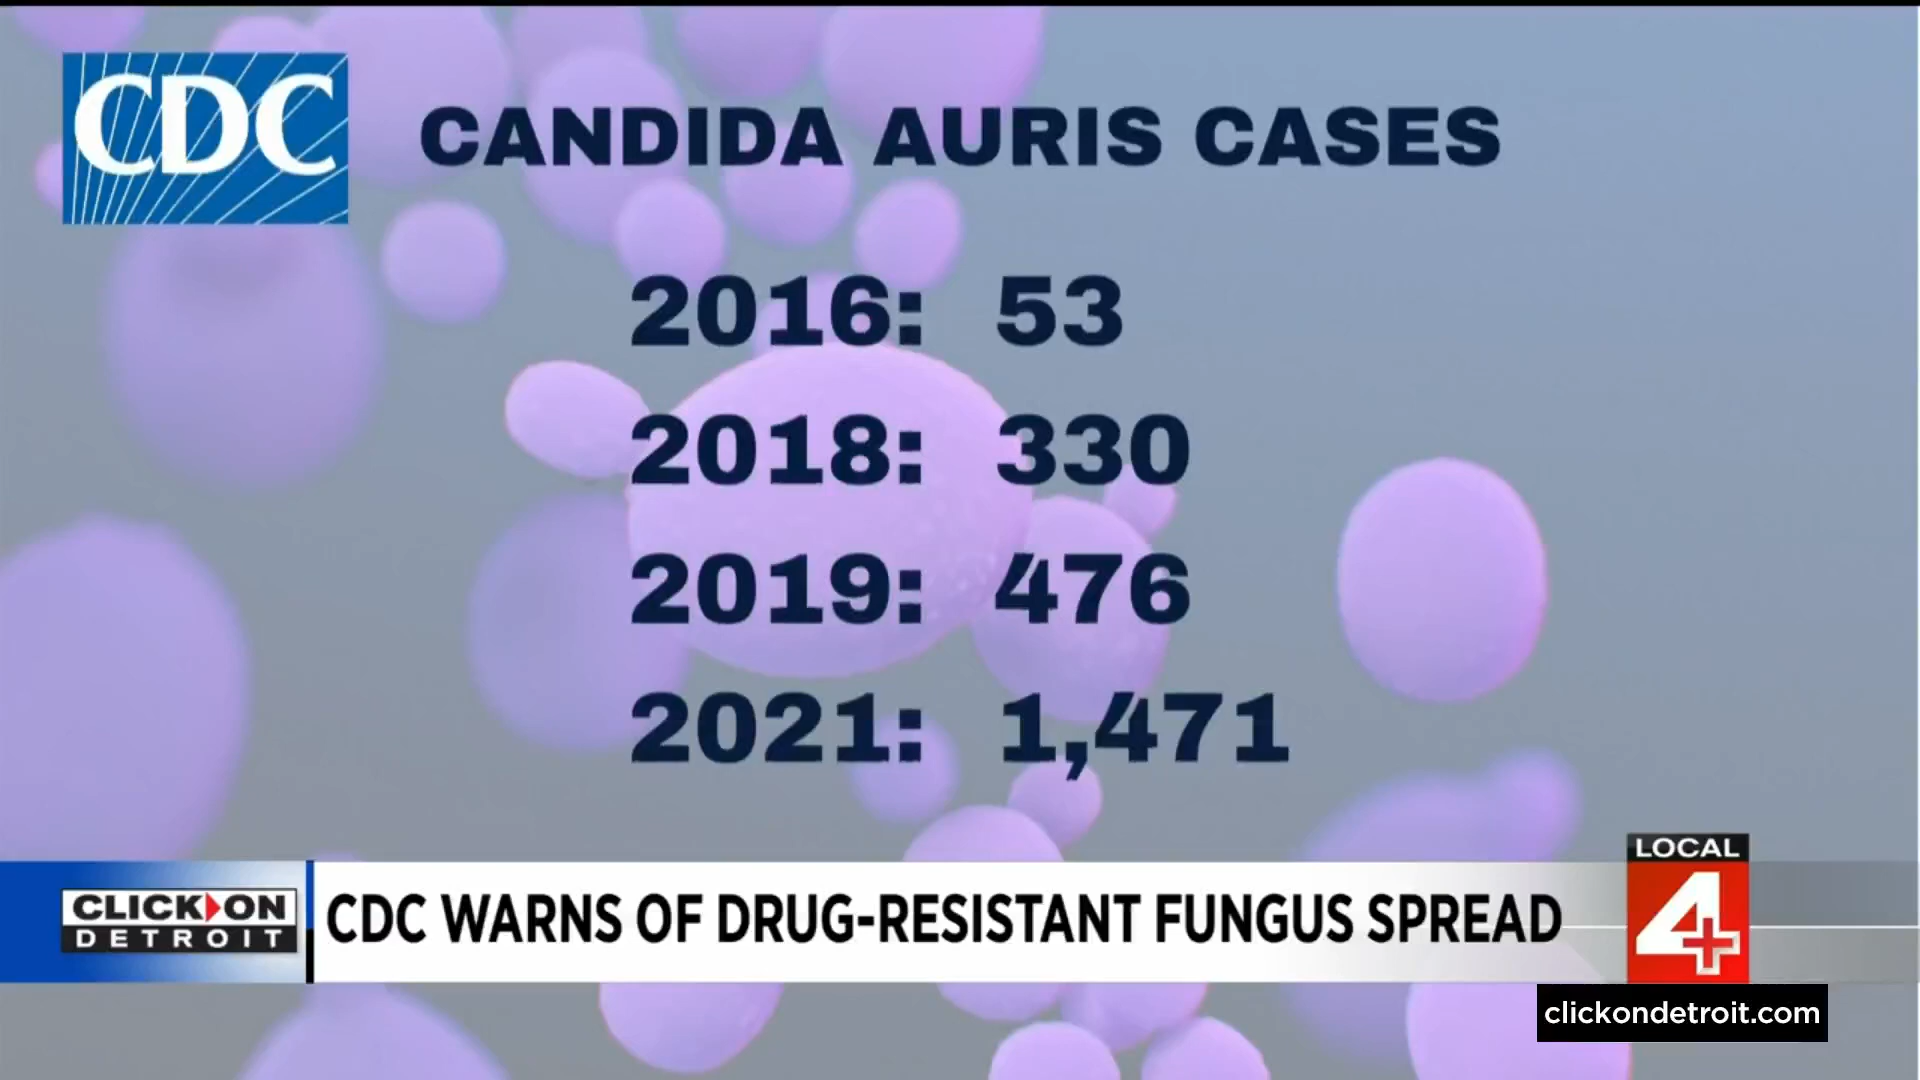 CDC
CANDIDA AURIS CASES
2016: 53
2018: 330
2019: 476
2021: 1,471
CLICK ON
DETROIT
CDC WARNS OF DRUG-RESISTANT FUNGUS SPREAD
LOCAL
4
clickondetroit.com